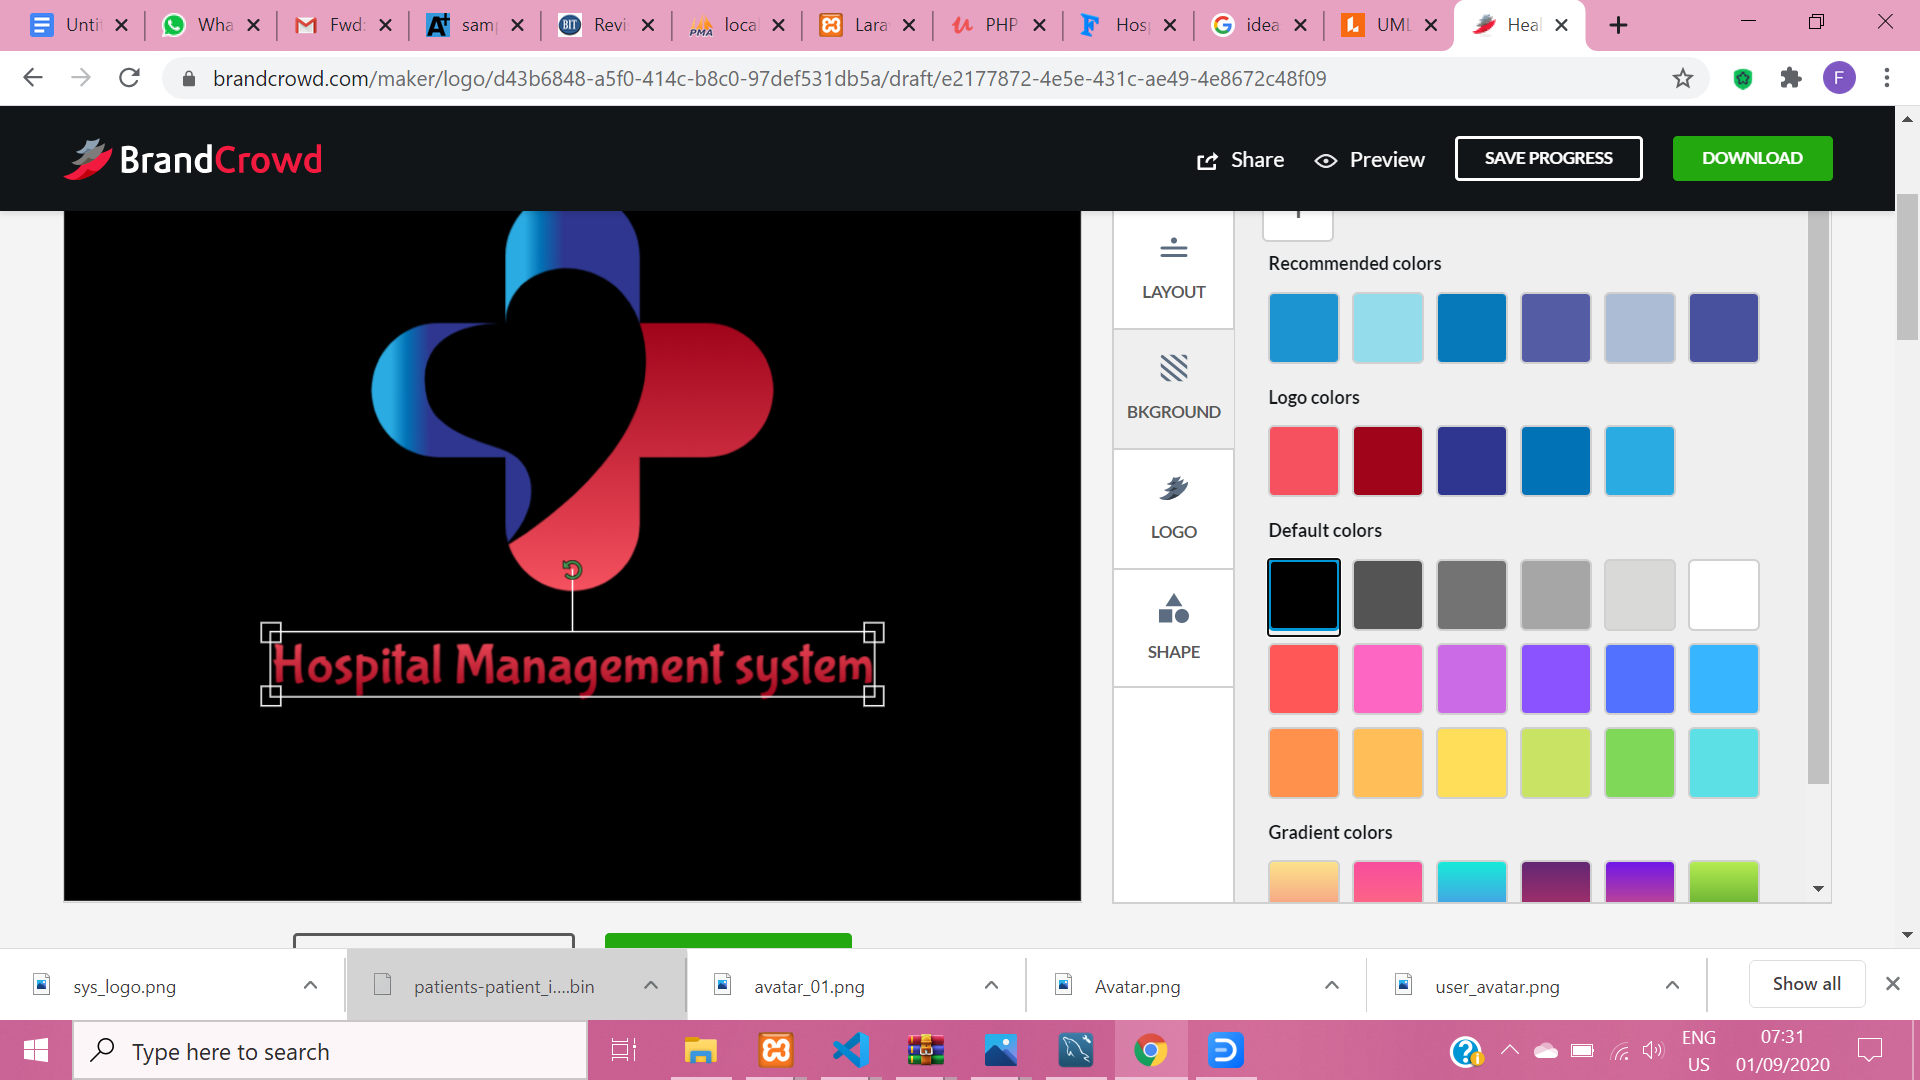 Untit
Wha
Fwd:
sam
Revi
local
Lara
PHP
Hos
idea
UML
Heal
brandcrowd.com/maker/logo/d43b6848-a5f0-414c-b8c0-97def531db5a/draft/e2177872-4e5e-431c-ae49-4e8672c48f09
F
BrandCrowd
Share
Preview
SAVE PROGRESS
DOWNLOAD
LAYOUT
BKGROUND
LOGO
SHAPE
Recommended colors
Logo colors
Default colors
Gradient colors
Hospital Management system
sys_logo.png
patients-patient_i....bin
avatar_01.png
Avatar.png
user_avatar.png
Show all
Type here to search
ENG
US
07:31
01/09/2020